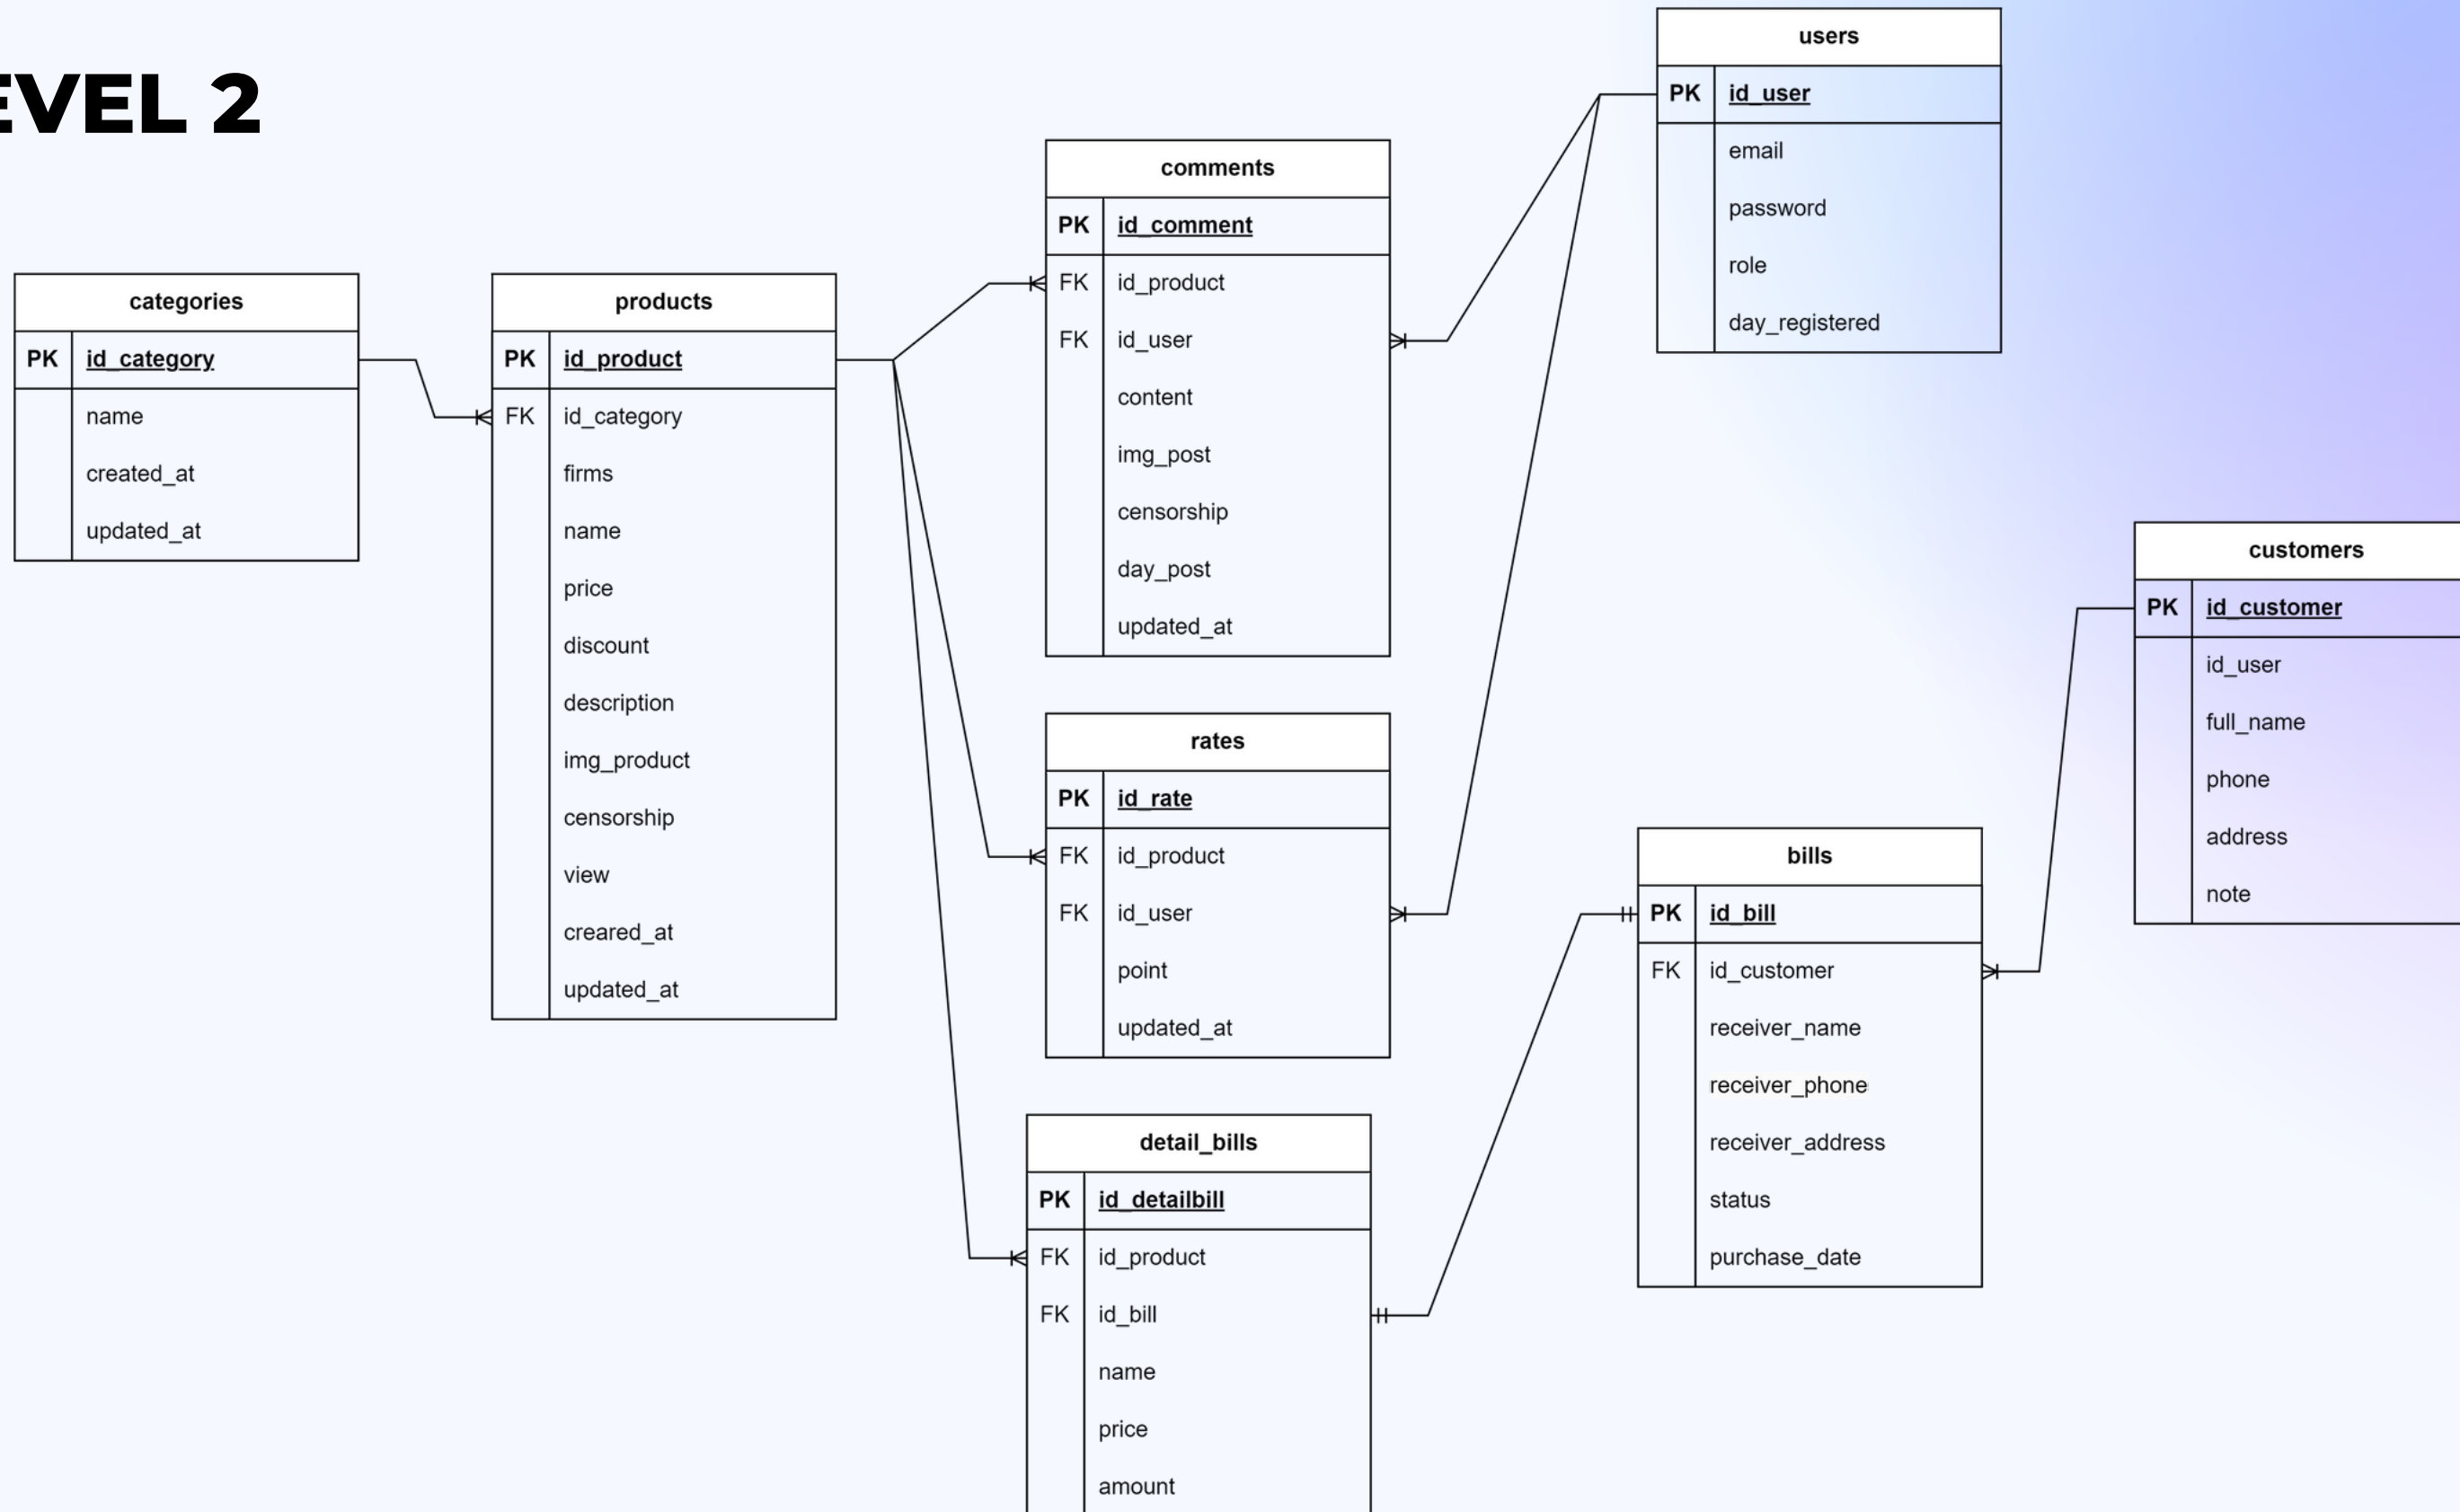 EVEL 2
categories
PK id_category
name
created_at
updated_at
products
PK id_product
FK id_category
firms
name
price
discount
description
img_product
censorship
view
creared_at
updated_at
comments
PK id_comment
FK id_product
FK id_user
content
img_post
censorship
day_post
updated_at
rates
PK id_rate
FK id_product
FK id_user
point
updated_at
detail_bills
PK id_detailbill
FK id_product
FK id_bill
name
price
amount
users
PK id_user
email
password
role
day_registered
bills
PK id_bill
FK id_customer
receiver_name
receiver_phone
receiver_address
status
purchase_date
customers
PK id_customer
id_user
full_name
phone
address
note